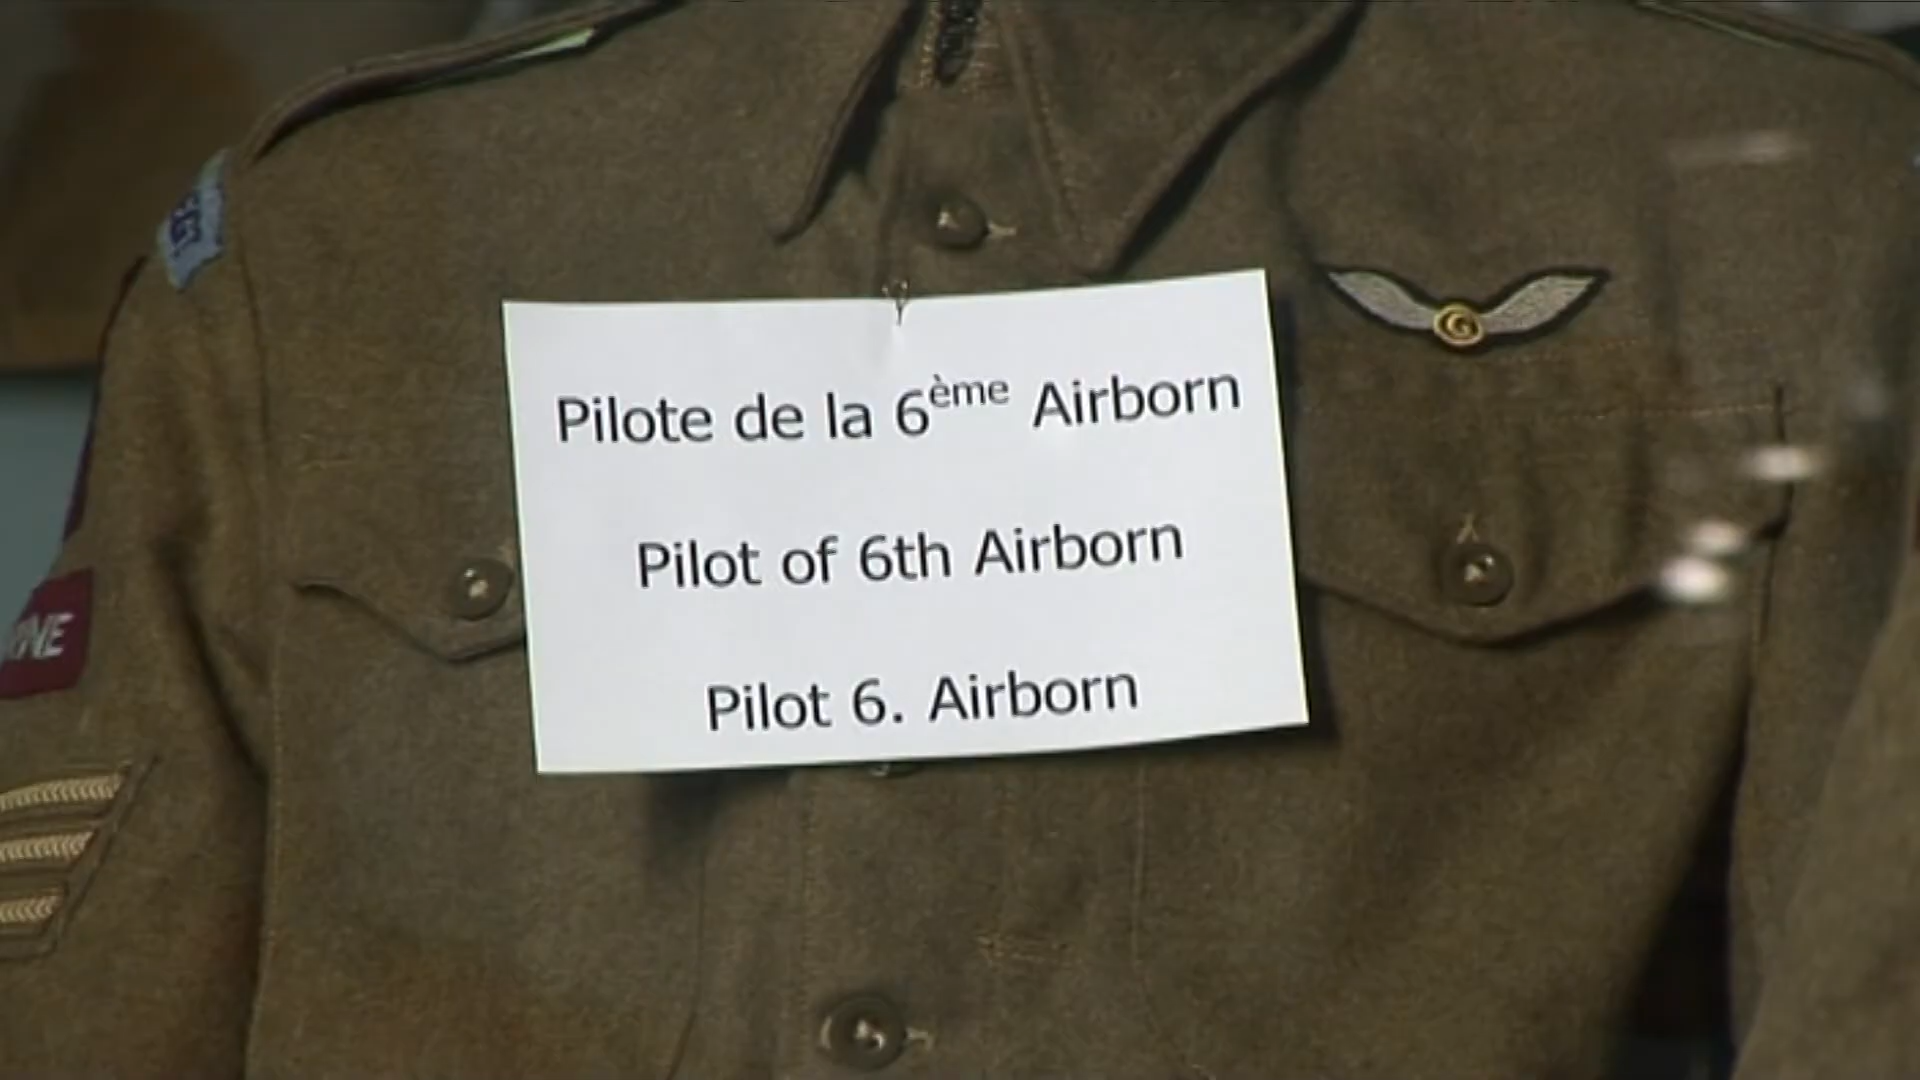 Pilote de la 6ème Airborn
Pilot of 6th Airborn
Pilot 6. Airborn
G